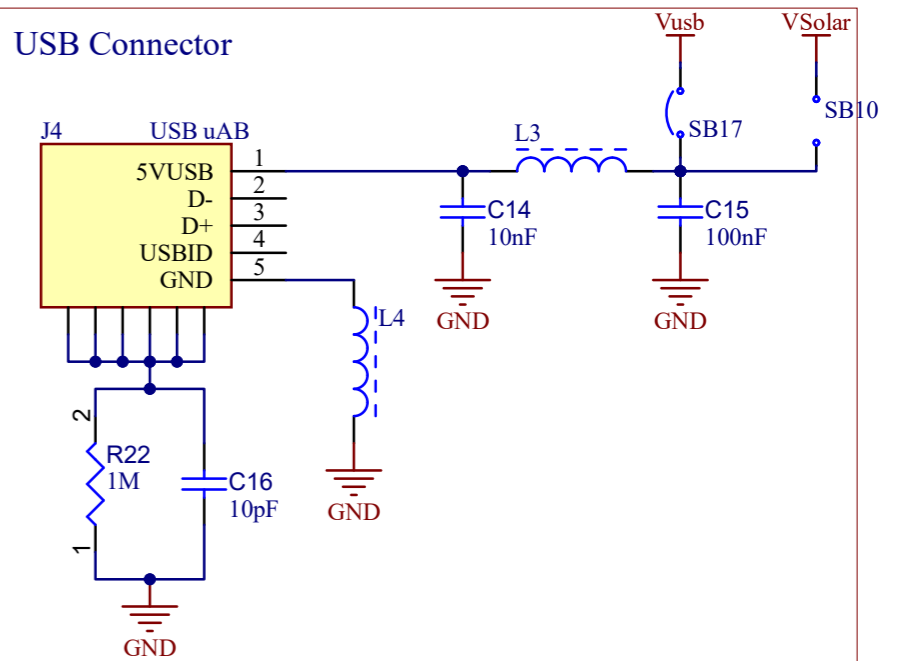 USB Connector
Vusb
VSolar
J4
USB uAB
5VUSB
1
D-
2
D+
3
USBID
4
GND
5
L3
SB17
SB10
C14
10nF
C15
100nF
GND
GND
L4
GND
2
R22
1M
1
C16
10pF
GND